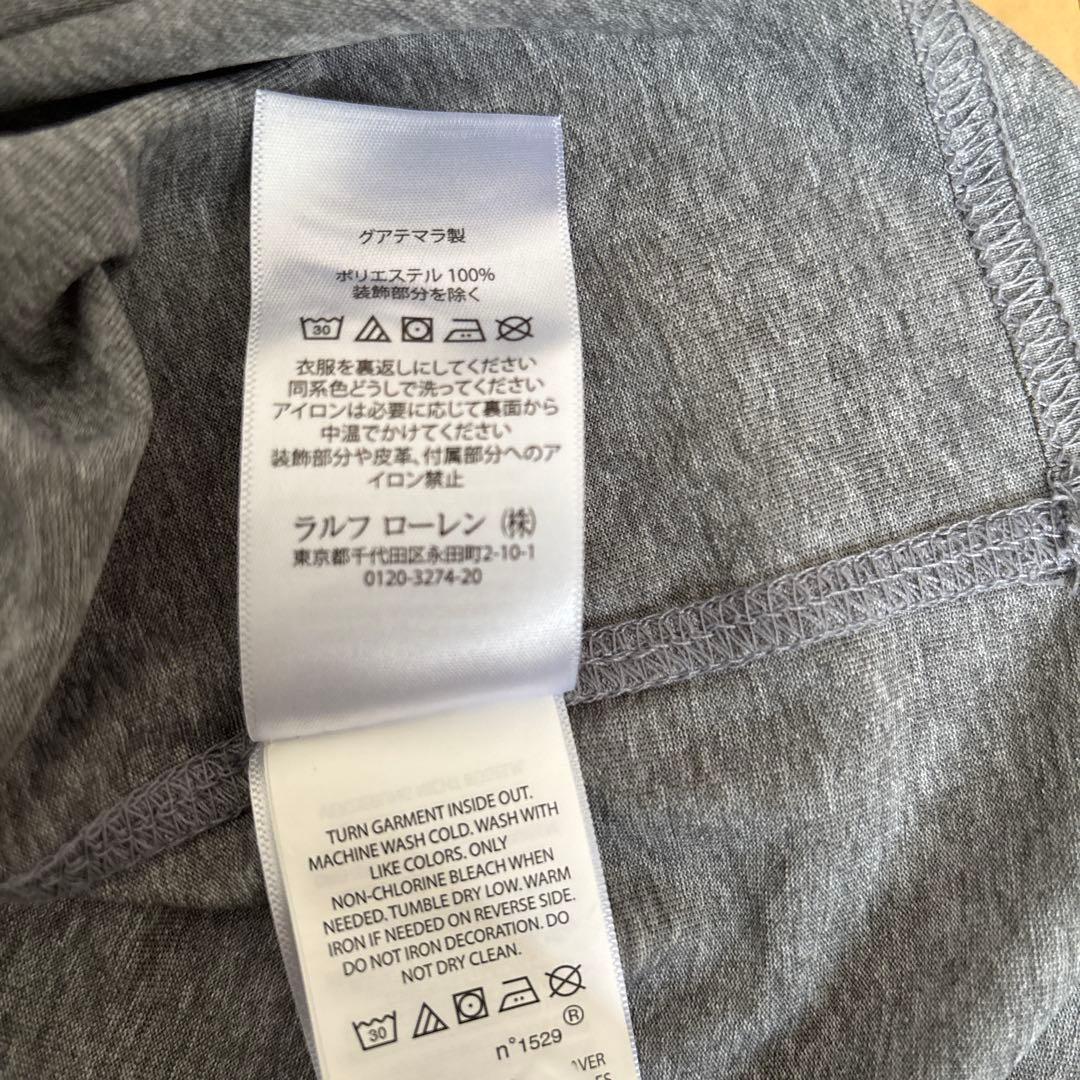 グアテマラ製
ポリエステル 100%
装飾部分を除く
30
衣服を裏返しにしてください
同系色どうしで洗ってください
アイロンは必要に応じて裏面から
中温でかけてください
装飾部分や皮革、付属部分へのア
イロン禁止
ラルフ ローレン ㈱
東京都千代田区永田町2-10-1
0120-3274-20
TURN GARMENT INSIDE OUT.
MACHINE WASH COLD. WASH WITH
LIKE COLORS. ONLY
NON-CHLORINE BLEACH WHEN
NEEDED. TUMBLE DRY LOW. WARM
IRON IF NEEDED ON REVERSE SIDE.
DO NOT IRON DECORATION. DO
NOT DRY CLEAN.
30
n°1529®